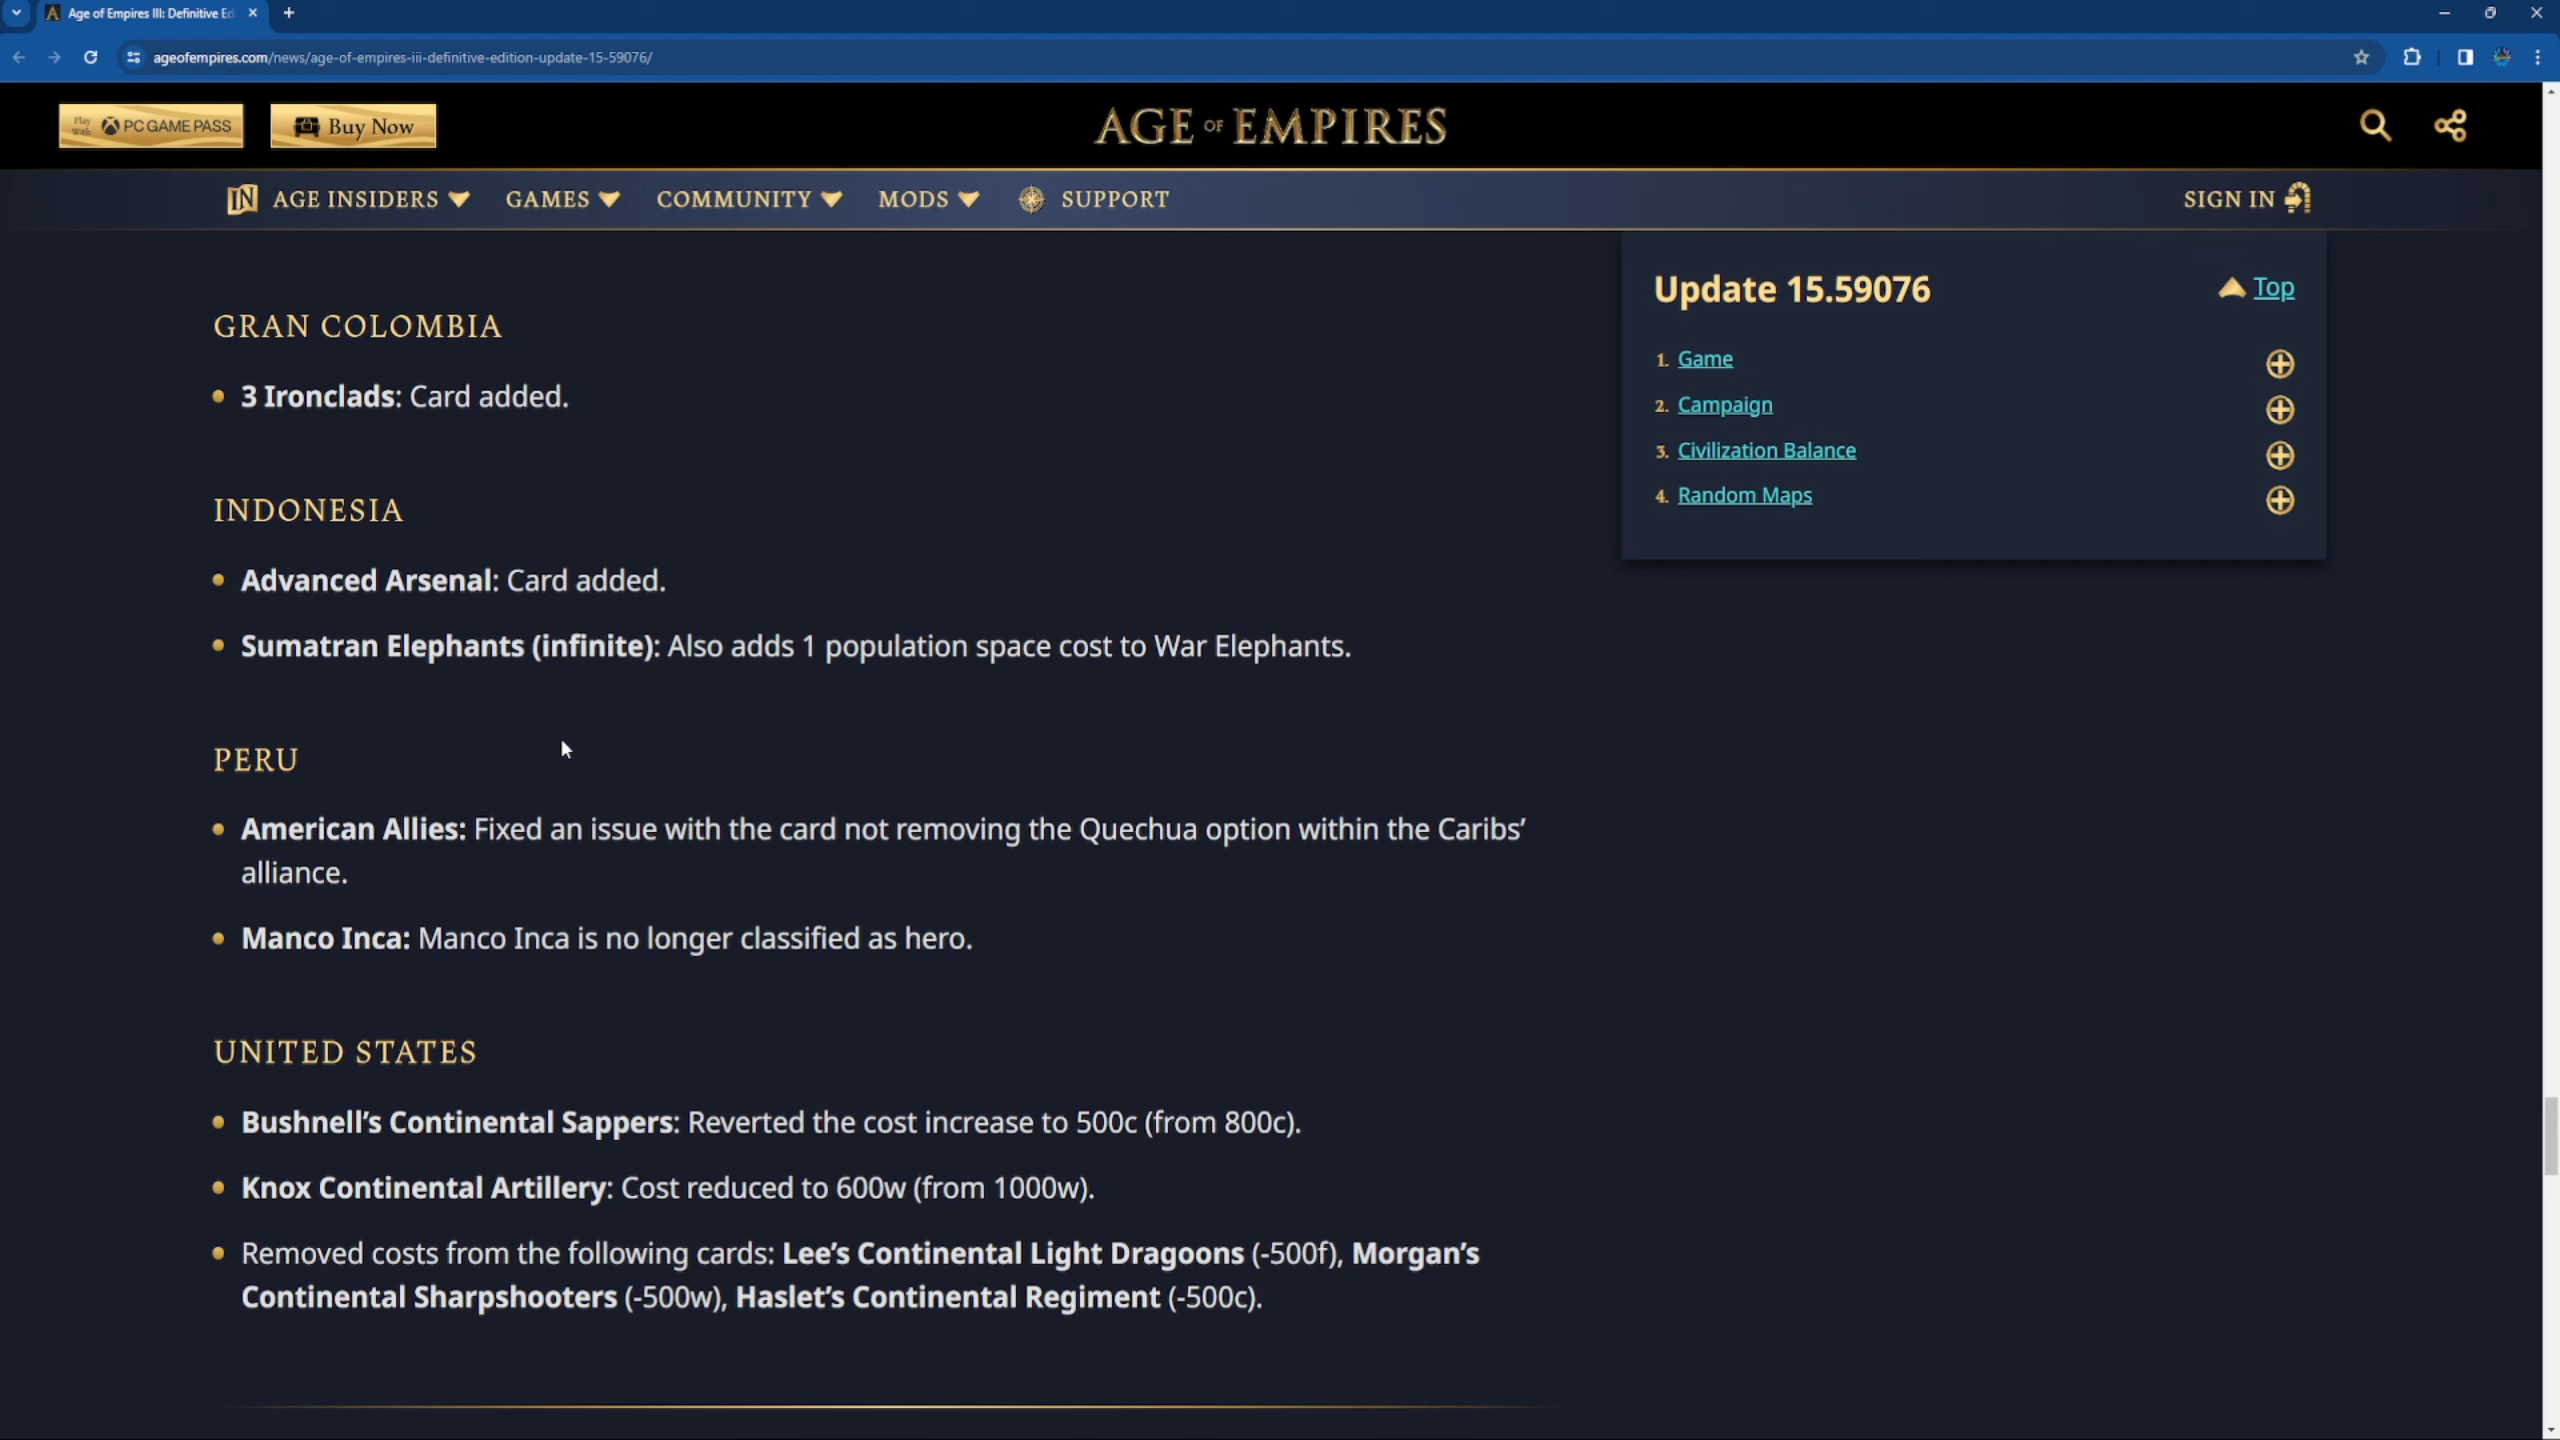 Age of Empires III: Definitive Ed
ageofempires.com/news/age-of-empires-iii-definitive-edition-update-15-59076/
Play With PC GAME PASS
Buy Now
AGE OF EMPIRES
IN AGE INSIDERS GAMES COMMUNITY MODS SUPPORT SIGN IN
GRAN COLOMBIA
3 Ironclads: Card added.
INDONESIA
Advanced Arsenal: Card added.
Sumatran Elephants (infinite): Also adds 1 population space cost to War Elephants.
PERU
American Allies: Fixed an issue with the card not removing the Quechua option within the Caribs’
alliance.
Manco Inca: Manco Inca is no longer classified as hero.
UNITED STATES
Bushnell’s Continental Sappers: Reverted the cost increase to 500c (from 800c).
Knox Continental Artillery: Cost reduced to 600w (from 1000w).
Removed costs from the following cards: Lee’s Continental Light Dragoons (-500f), Morgan’s
Continental Sharpshooters (-500w), Haslet’s Continental Regiment (-500c).
Update 15.59076 Top
1. Game
2. Campaign
3. Civilization Balance
4. Random Maps